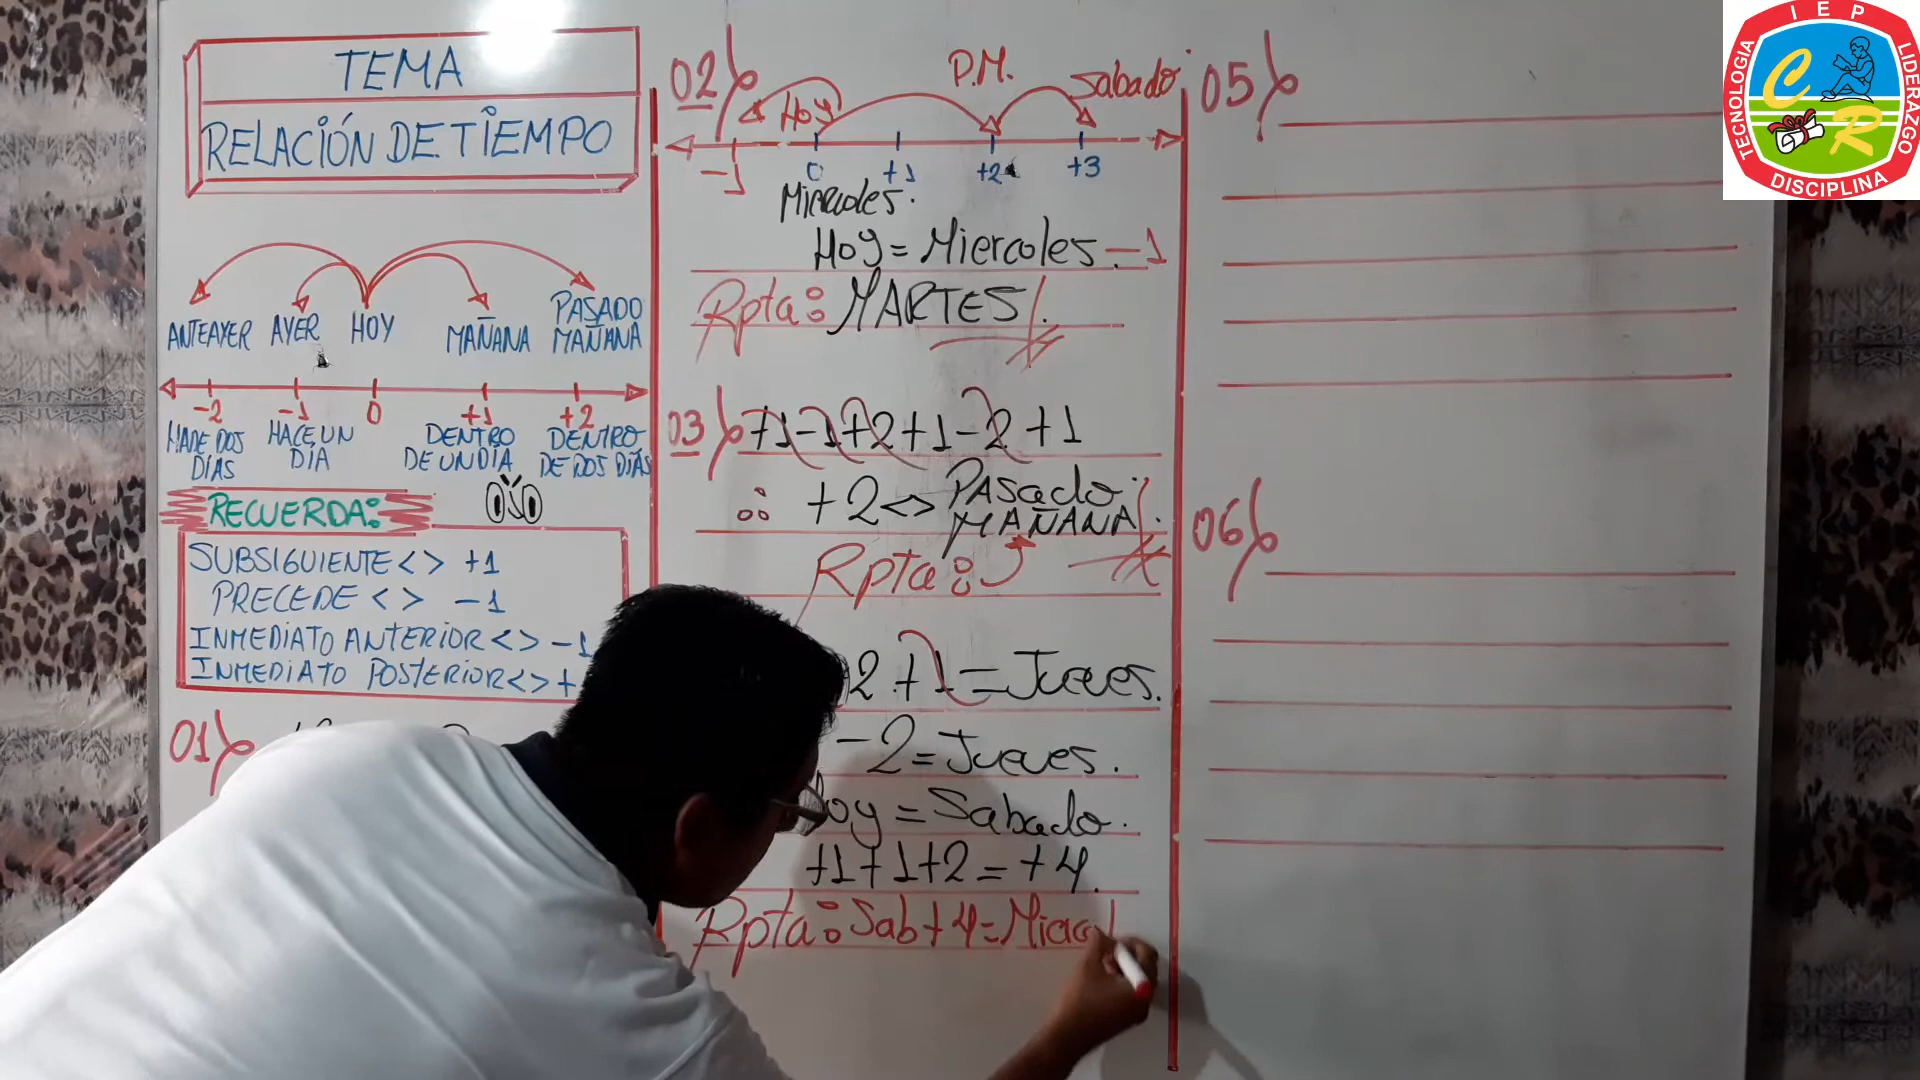 TEMA
RELACIÓN DE TIEMPO
ANTEAYER AYER HOY MAÑANA PASADO MAÑANA
-2 -1 0 +1 +2
HACE DOS DÍAS HACE UN DÍA DENTRO DE UN DÍA DENTRO DE DOS DÍAS
RECUERDA: OJO
SUBSIGUIENTE < > +1
PRECEDE < > -1
INMEDIATO ANTERIOR < > -1
INMEDIATO POSTERIOR < > +
01)
02) Hoy P.M. sabado
-1 0 +1 +2 +3
Miercoles.
Hoy = Miercoles -1
Rpta: MARTES
03) +1-1+2+1-2+1
∴ +2 <> PASado MAÑANA.
Rpta:
2+1 = Jueves.
-2 = Jueves.
oy = Sabado.
+1+1+2 = +4.
Rpta: Sab+4 =
05)
06)
IEP
TECNOLOGIA
LIDERAZGO
DISCIPLINA
CR